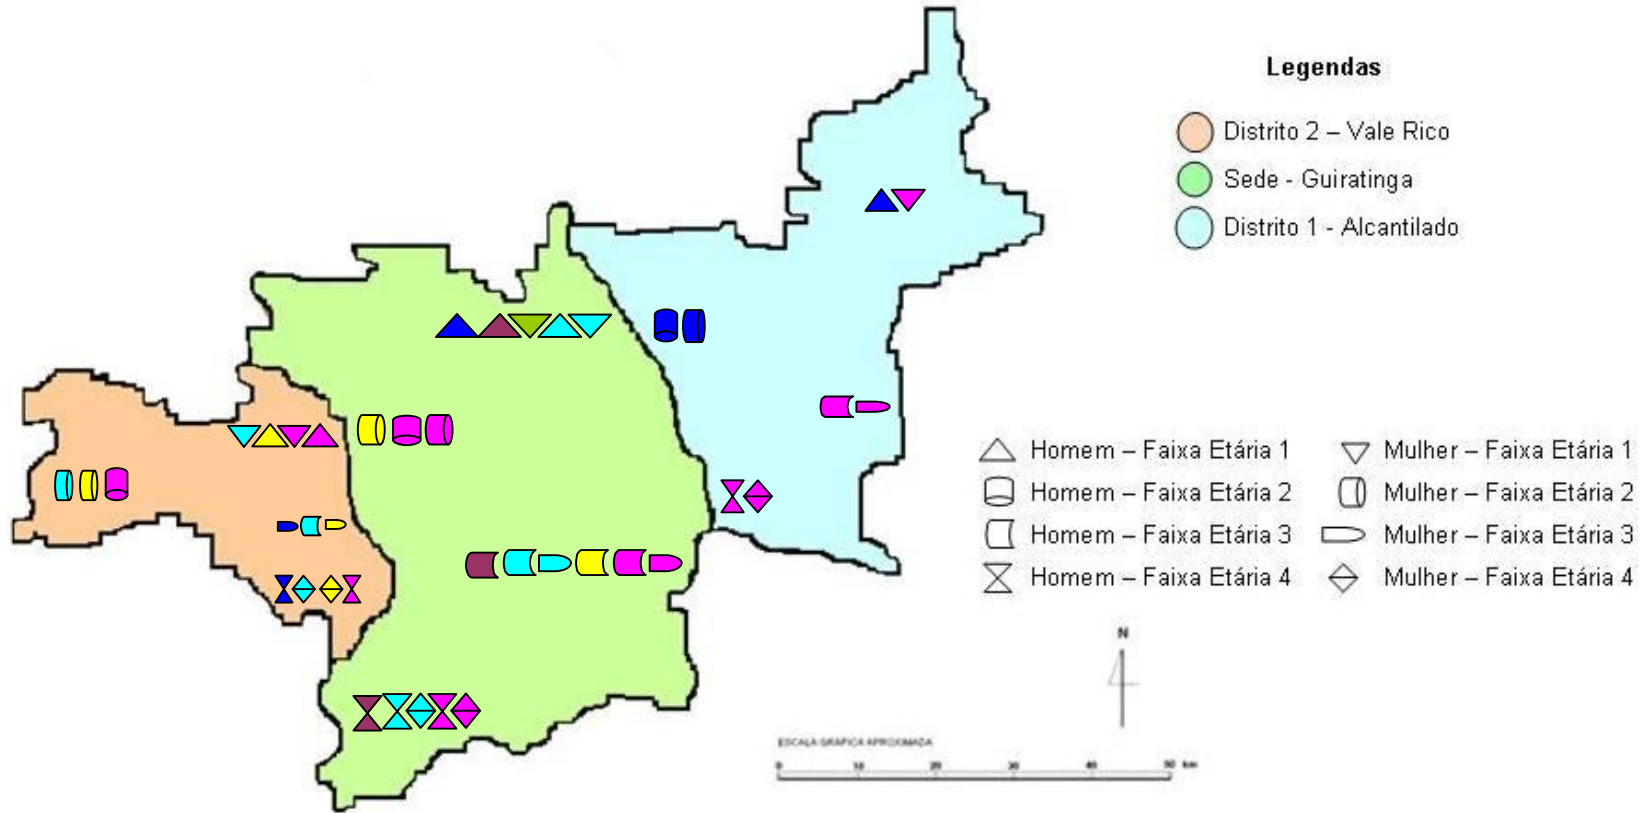 Legendas
Distrito 2 – Vale Rico
Sede - Guiratinga
Distrito 1 - Alcantilado
Homem – Faixa Etária 1
Mulher – Faixa Etária 1
Homem – Faixa Etária 2
Mulher – Faixa Etária 2
Homem – Faixa Etária 3
Mulher – Faixa Etária 3
Homem – Faixa Etária 4
Mulher – Faixa Etária 4
N
ESCALA GRÁFICA APROXIMADA
0 10 20 30 40 50 km